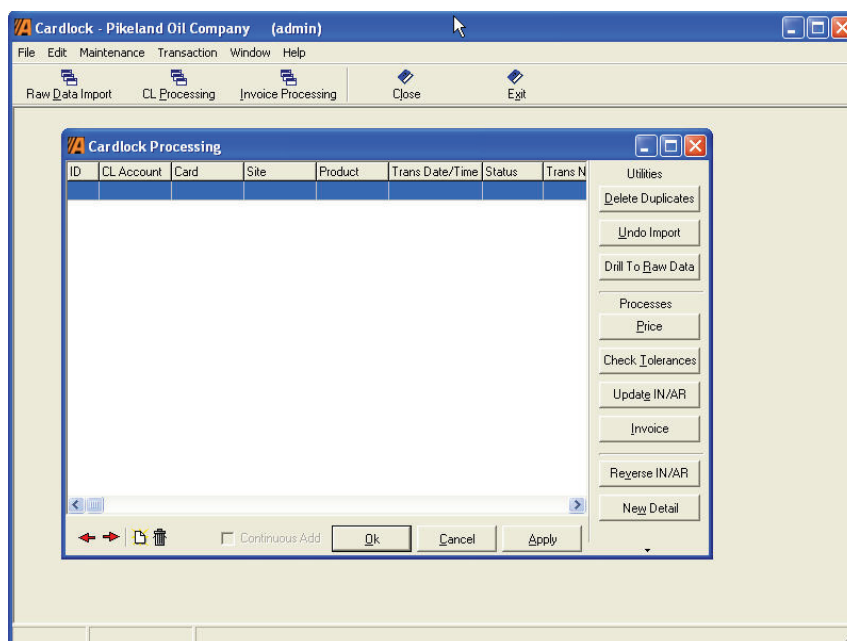 Cardlock - Pikeland Oil Company (admin)
File Edit Maintenance Transaction Window Help
Raw Data Import CL Processing Invoice Processing Close Exit
Cardlock Processing
ID CL Account Card Site Product Trans Date/Time Status Trans N
Utilities
Delete Duplicates
Undo Import
Drill To Raw Data
Processes
Price
Check Tolerances
Update IN/AR
Invoice
Reverse IN/AR
New Detail
Continuous Add Ok Cancel Apply